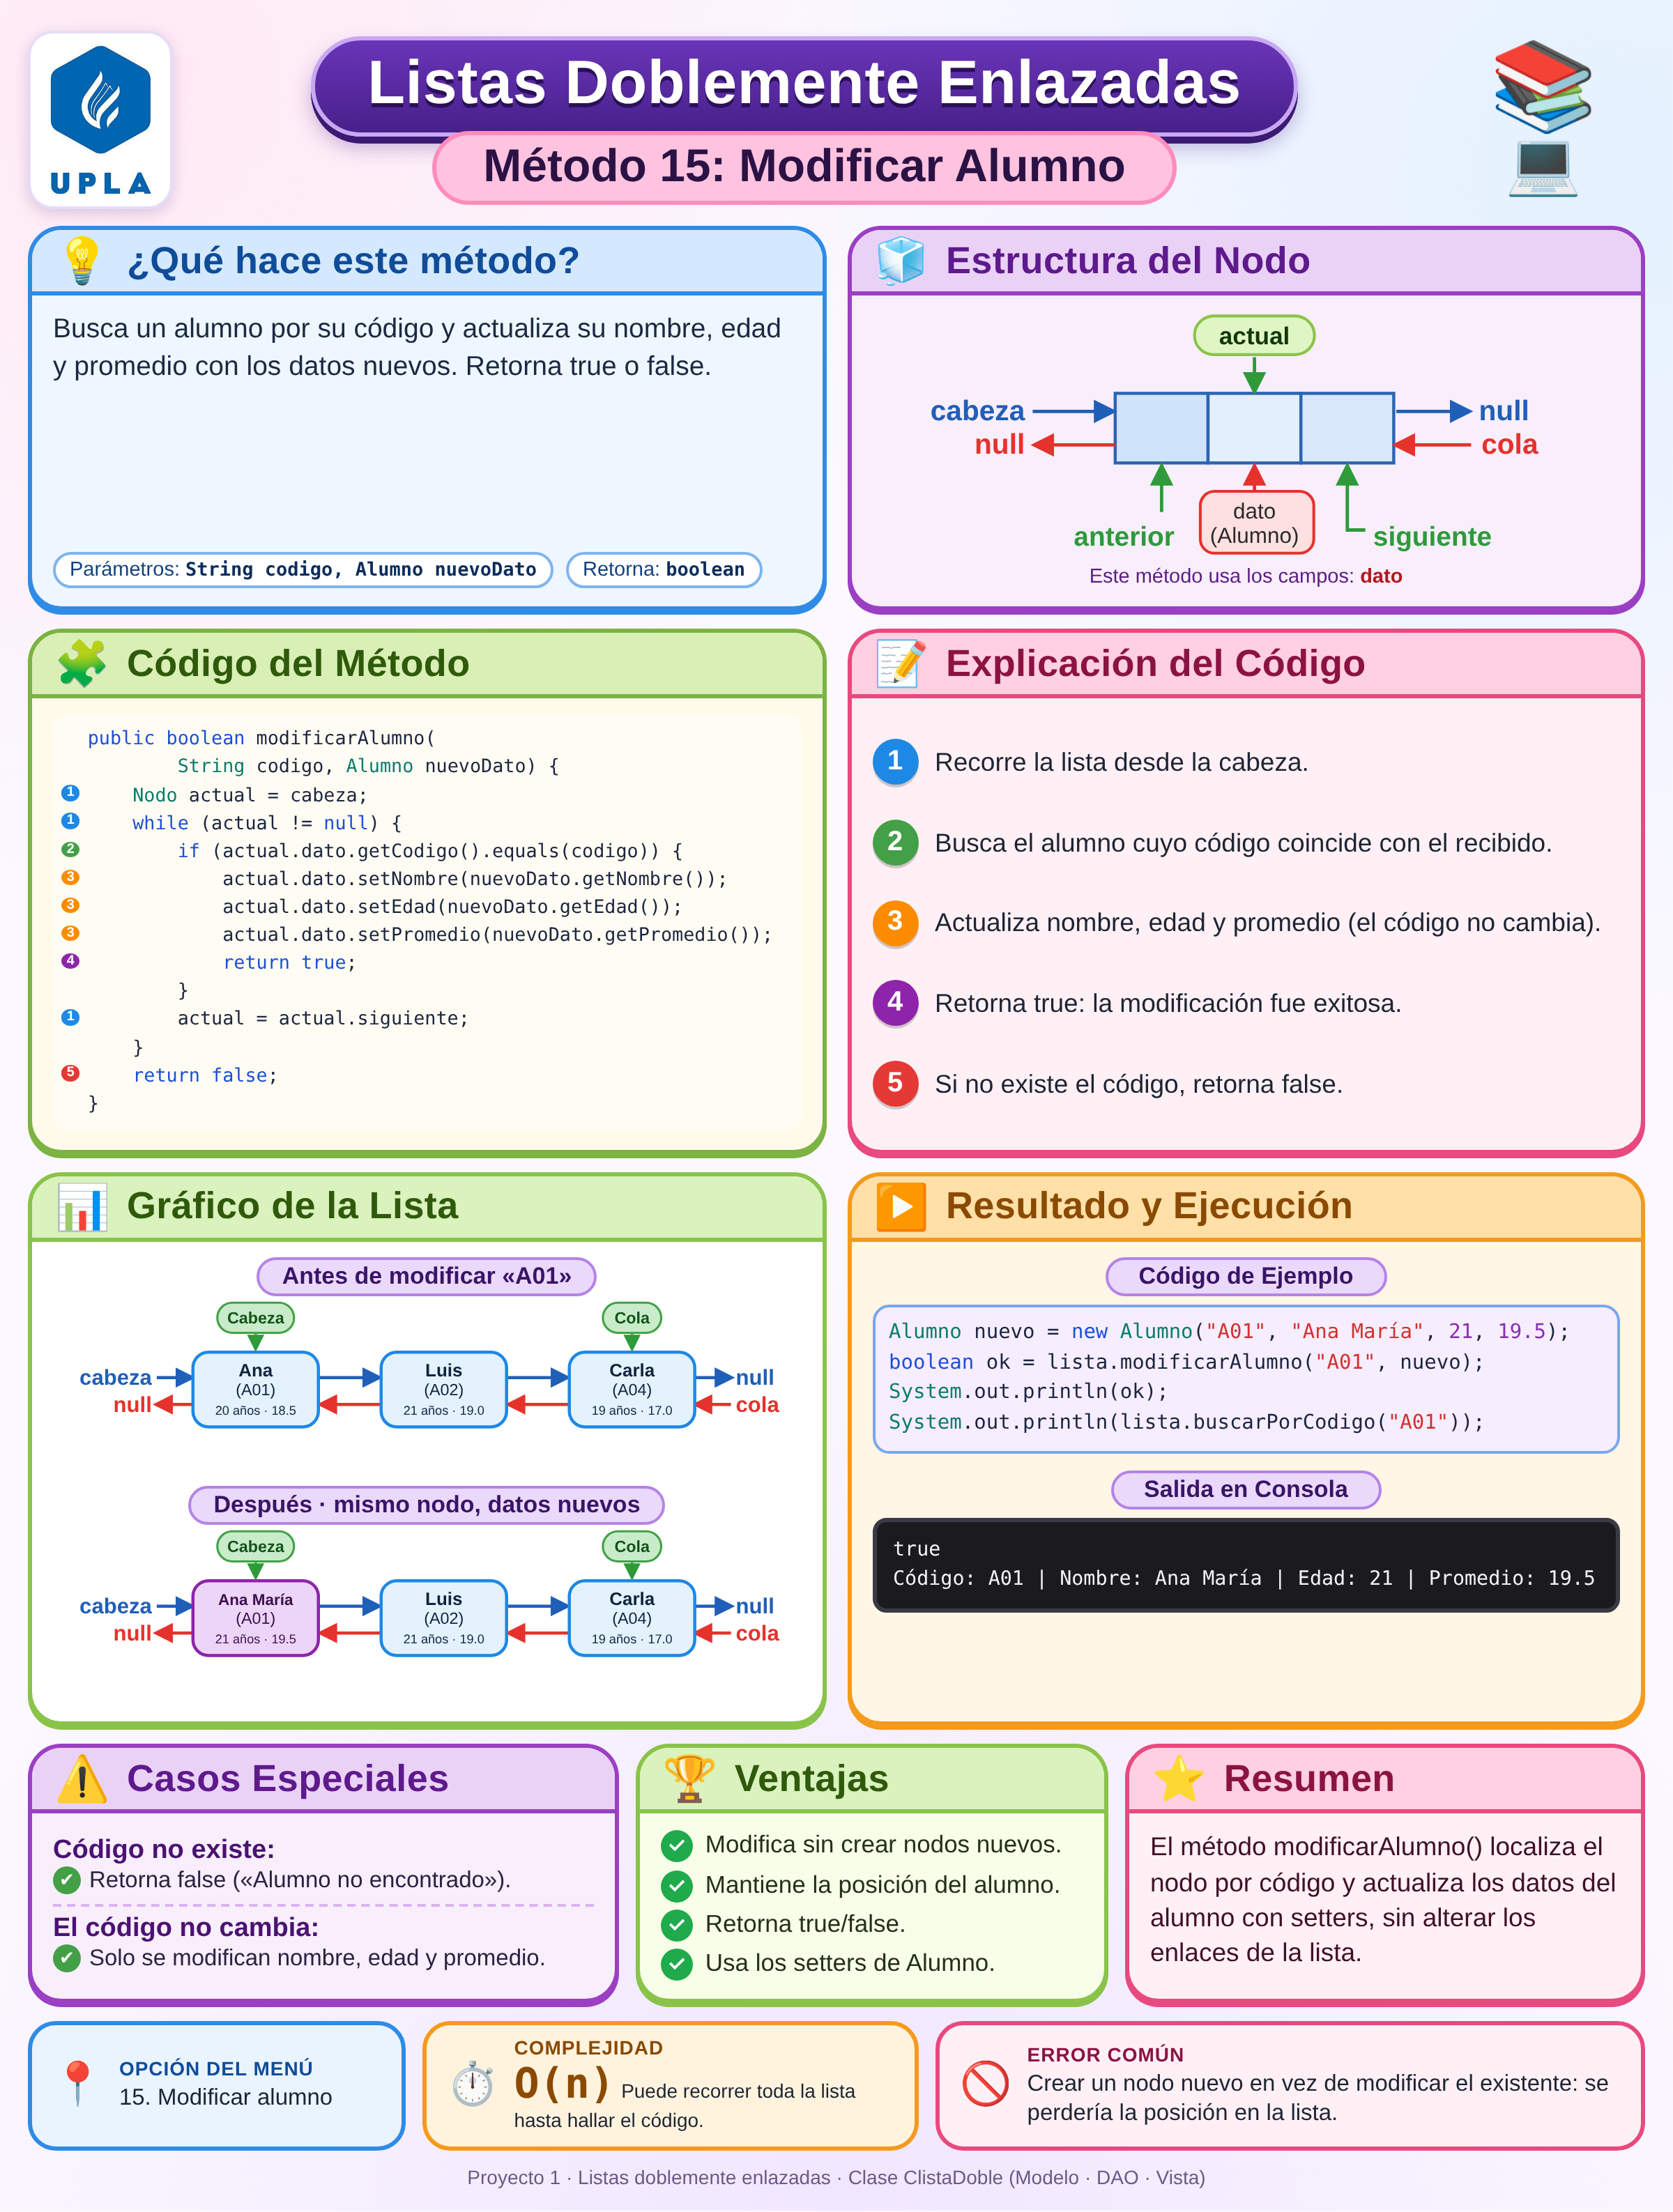 UPLA
Listas Doblemente Enlazadas
Método 15: Modificar Alumno
¿Qué hace este método?
Busca un alumno por su código y actualiza su nombre, edad
y promedio con los datos nuevos. Retorna true o false.
Parámetros: String codigo, Alumno nuevoDato
Retorna: boolean
Estructura del Nodo
actual
cabeza
null
null
cola
anterior
dato
(Alumno)
siguiente
Este método usa los campos: dato
Código del Método
public boolean modificarAlumno(
String codigo, Alumno nuevoDato) {
1 Nodo actual = cabeza;
1 while (actual != null) {
2 if (actual.dato.getCodigo().equals(codigo)) {
3 actual.dato.setNombre(nuevoDato.getNombre());
3 actual.dato.setEdad(nuevoDato.getEdad());
3 actual.dato.setPromedio(nuevoDato.getPromedio());
4 return true;
}
1 actual = actual.siguiente;
}
5 return false;
}
Explicación del Código
1 Recorre la lista desde la cabeza.
2 Busca el alumno cuyo código coincide con el recibido.
3 Actualiza nombre, edad y promedio (el código no cambia).
4 Retorna true: la modificación fue exitosa.
5 Si no existe el código, retorna false.
Gráfico de la Lista
Antes de modificar «A01»
Cabeza
Cola
cabeza
null
Ana
(A01)
20 años · 18.5
Luis
(A02)
21 años · 19.0
Carla
(A04)
19 años · 17.0
null
cola
Después · mismo nodo, datos nuevos
Cabeza
Cola
cabeza
null
Ana María
(A01)
21 años · 19.5
Luis
(A02)
21 años · 19.0
Carla
(A04)
19 años · 17.0
null
cola
Resultado y Ejecución
Código de Ejemplo
Alumno nuevo = new Alumno("A01", "Ana María", 21, 19.5);
boolean ok = lista.modificarAlumno("A01", nuevo);
System.out.println(ok);
System.out.println(lista.buscarPorCodigo("A01"));
Salida en Consola
true
Código: A01 | Nombre: Ana María | Edad: 21 | Promedio: 19.5
Casos Especiales
Código no existe:
Retorna false («Alumno no encontrado»).
El código no cambia:
Solo se modifican nombre, edad y promedio.
Ventajas
Modifica sin crear nodos nuevos.
Mantiene la posición del alumno.
Retorna true/false.
Usa los setters de Alumno.
Resumen
El método modificarAlumno() localiza el
nodo por código y actualiza los datos del
alumno con setters, sin alterar los
enlaces de la lista.
OPCIÓN DEL MENÚ
15. Modificar alumno
COMPLEJIDAD
O(n) Puede recorrer toda la lista
hasta hallar el código.
ERROR COMÚN
Crear un nodo nuevo en vez de modificar el existente: se
perdería la posición en la lista.
Proyecto 1 · Listas doblemente enlazadas · Clase ClistaDoble (Modelo · DAO · Vista)